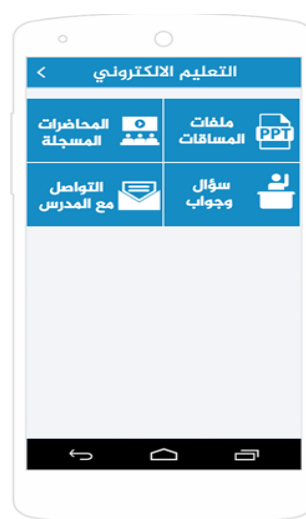 التعليم الالكتروني
ملفات
المساقات
PPT
المحاضرات
المسجلة
سؤال
وجواب
التواصل
مع المدرس